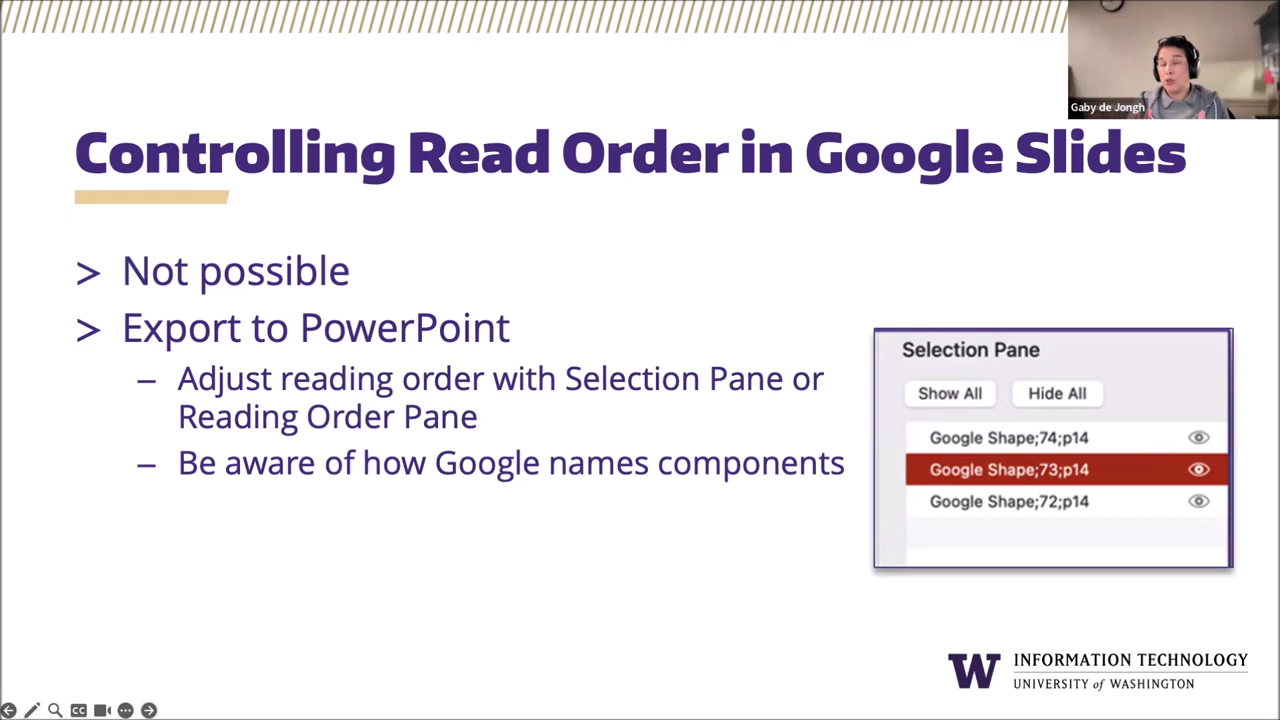 Gaby de Jongh
Controlling Read Order in Google Slides
> Not possible
> Export to PowerPoint
– Adjust reading order with Selection Pane or
Reading Order Pane
– Be aware of how Google names components
Selection Pane
Show All
Hide All
Google Shape;74;p14
Google Shape;73;p14
Google Shape;72;p14
W
INFORMATION TECHNOLOGY
UNIVERSITY of WASHINGTON
CC